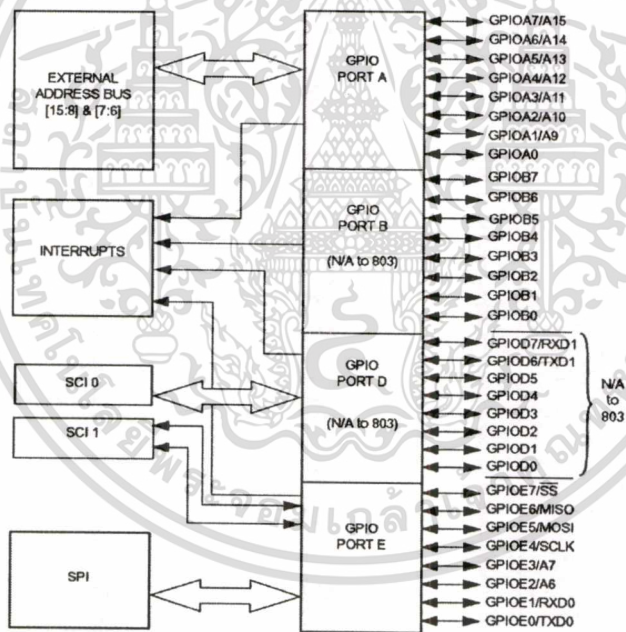 EXTERNAL
ADDRESS BUS
[15:8] & [7:6]
INTERRUPTS
SCI 0
SCI 1
SPI
GPIO
PORT A
GPIO
PORT B
(N/A to 803)
GPIO
PORT D
(N/A to 803)
GPIO
PORT E
GPIOA7/A15
GPIOA6/A14
GPIOA5/A13
GPIOA4/A12
GPIOA3/A11
GPIOA2/A10
GPIOA1/A9
GPIOA0
GPIOB7
GPIOB6
GPIOB5
GPIOB4
GPIOB3
GPIOB2
GPIOB1
GPIOB0
GPIOD7/RXD1
GPIOD6/TXD1
GPIOD5
GPIOD4
GPIOD3
GPIOD2
GPIOD1
GPIOD0
N/A
to
803
GPIOE7/SS
GPIOE6/MISO
GPIOE5/MOSI
GPIOE4/SCLK
GPIOE3/A7
GPIOE2/A6
GPIOE1/RXD0
GPIOE0/TXD0